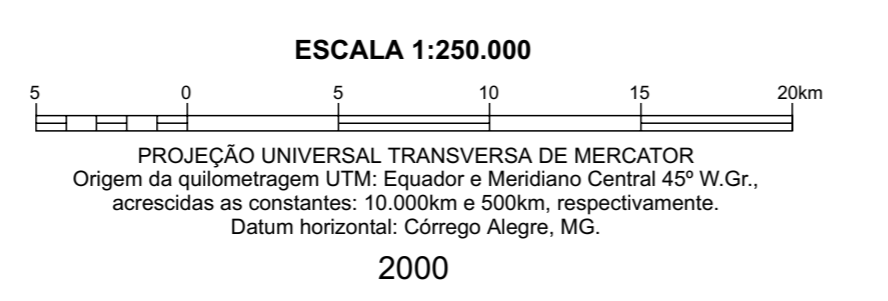 ESCALA 1:250.000
5 0 5 10 15 20km
PROJEÇÃO UNIVERSAL TRANSVERSA DE MERCATOR
Origem da quilometragem UTM: Equador e Meridiano Central 45º W.Gr.,
acrescidas as constantes: 10.000km e 500km, respectivamente.
Datum horizontal: Córrego Alegre, MG.
2000